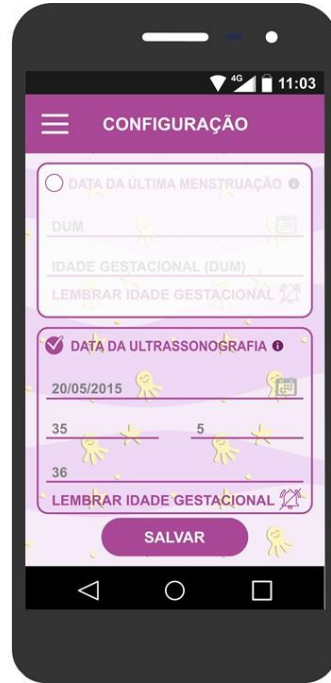 4G 11:03
CONFIGURAÇÃO
DATA DA ÚLTIMA MENSTRUAÇÃO
DUM
IDADE GESTACIONAL (DUM)
LEMBRAR IDADE GESTACIONAL
DATA DA ULTRASSONOGRAFIA
20/05/2015
35 5
36
LEMBRAR IDADE GESTACIONAL
SALVAR